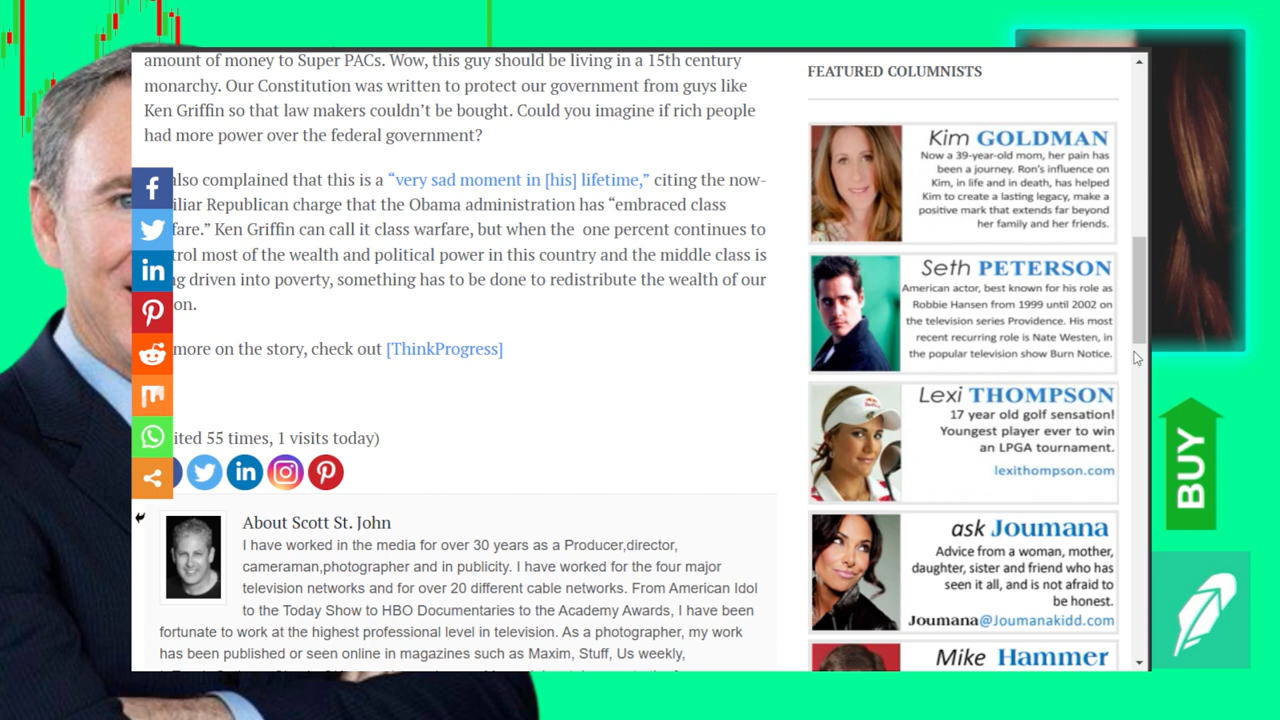 amount of money to Super PACs. Wow, this guy should be living in a 15th century
monarchy. Our Constitution was written to protect our government from guys like
Ken Griffin so that law makers couldn’t be bought. Could you imagine if rich people
had more power over the federal government?
also complained that this is a “very sad moment in [his] lifetime,” citing the now-
iliar Republican charge that the Obama administration has “embraced class
fare.” Ken Griffin can call it class warfare, but when the one percent continues to
trol most of the wealth and political power in this country and the middle class is
ng driven into poverty, something has to be done to redistribute the wealth of our
on.
more on the story, check out [ThinkProgress]
ited 55 times, 1 visits today)
About Scott St. John
I have worked in the media for over 30 years as a Producer,director,
cameraman,photographer and in publicity. I have worked for the four major
television networks and for over 20 different cable networks. From American Idol
to the Today Show to HBO Documentaries to the Academy Awards, I have been
fortunate to work at the highest professional level in television. As a photographer, my work
has been published or seen online in magazines such as Maxim, Stuff, Us weekly,
FEATURED COLUMNISTS
Kim GOLDMAN
Now a 39-year-old mom, her pain has
been a journey. Ron's influence on
Kim, in life and in death, has helped
Kim to create a lasting legacy, make a
positive mark that extends far beyond
her family and her friends.
Seth PETERSON
American actor, best known for his role as
Robbie Hansen from 1999 until 2002 on
the television series Providence. His most
recent recurring role is Nate Westen, in
the popular television show Burn Notice.
Lexi THOMPSON
17 year old golf sensation!
Youngest player ever to win
an LPGA tournament.
lexithompson.com
ask Joumana
Advice from a woman, mother,
daughter, sister and friend who has
seen it all, and is not afraid to
be honest.
Joumana@Joumanakidd.com
Mike Hammer
BUY